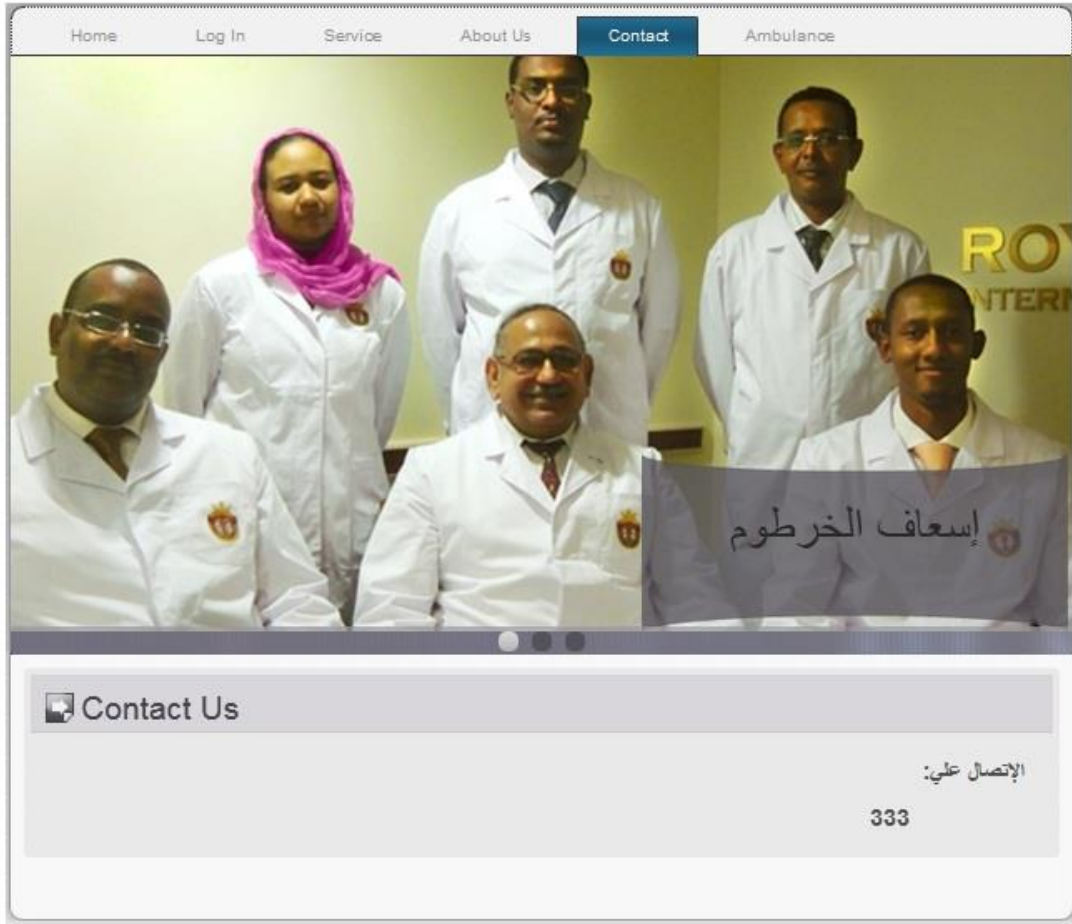 Home Log In Service About Us Contact Ambulance
ROY
NTERN
إسعاف الخرطوم
Contact Us
الإتصال علي:
333